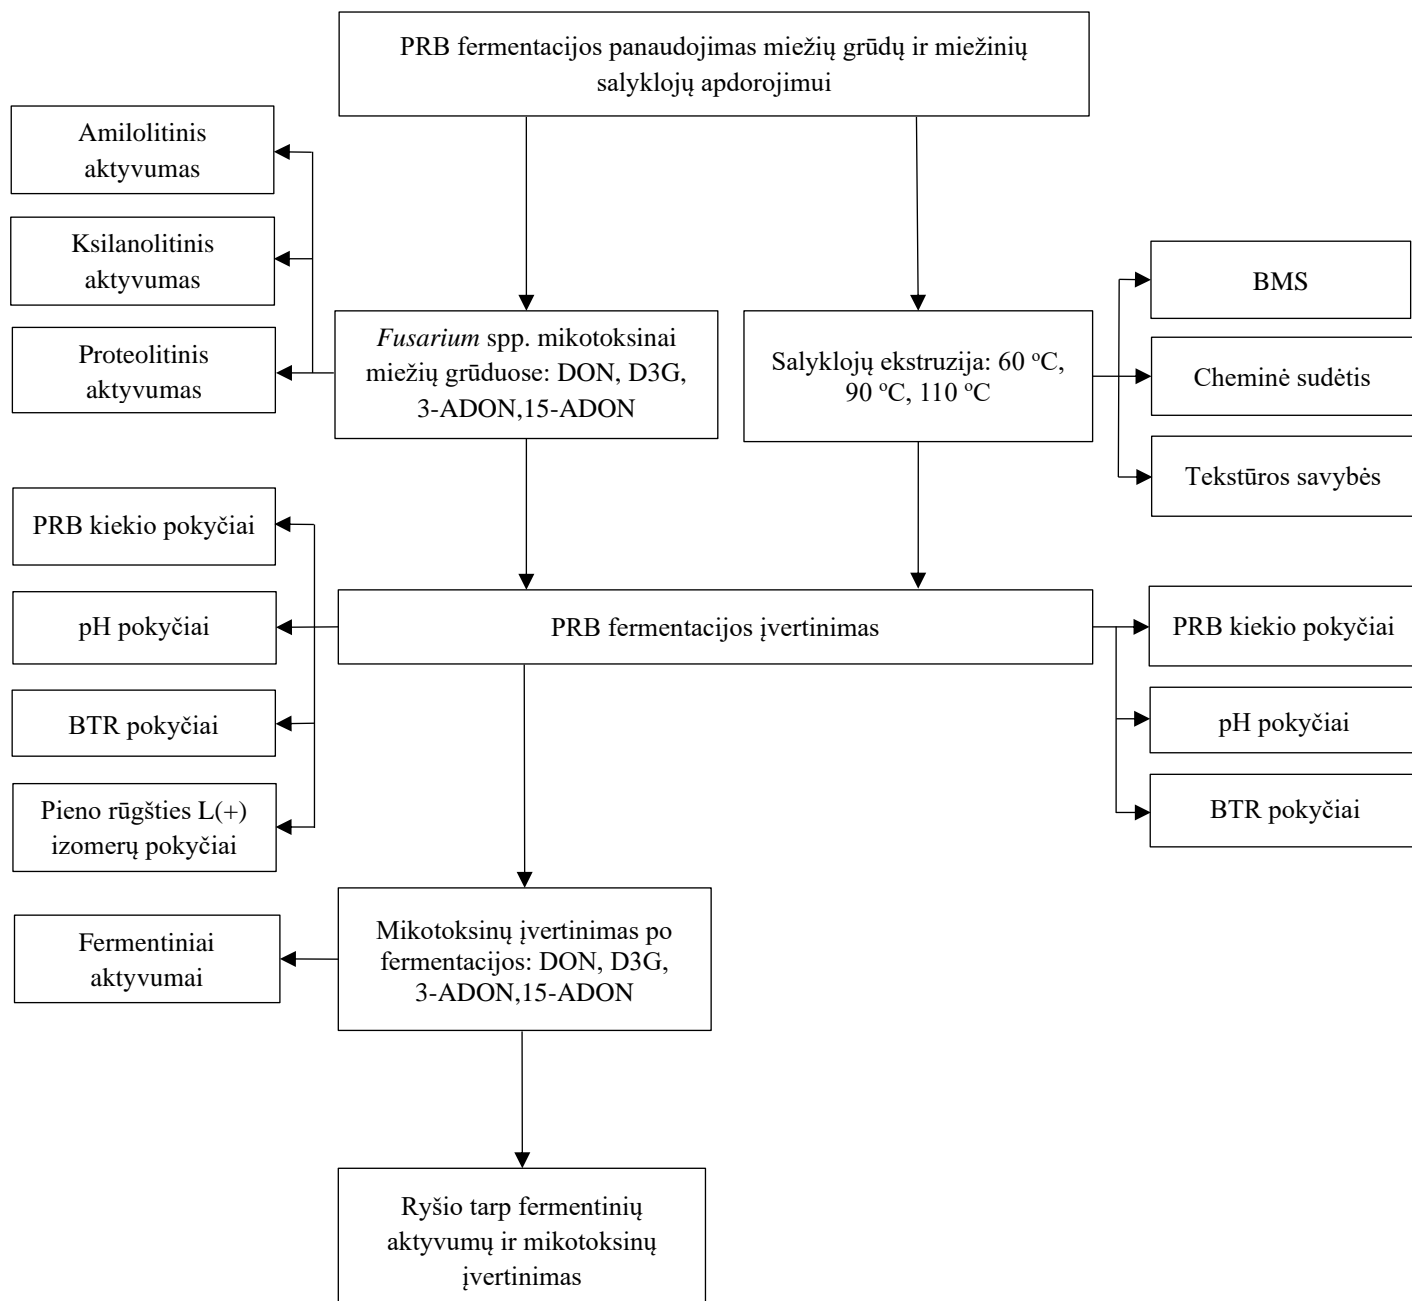 PRB fermentacijos panaudojimas miežių grūdų ir miežinių
salyklojų apdorojimui
Amilolitinis
aktyvumas
Ksilanolitinis
aktyvumas
Proteolitinis
aktyvumas
Fusarium spp. mikotoksinai
miežių grūduose: DON, D3G,
3-ADON,15-ADON
Salyklojų ekstruzija: 60 ºC,
90 ºC, 110 ºC
BMS
Cheminė sudėtis
Tekstūros savybės
PRB kiekio pokyčiai
pH pokyčiai
BTR pokyčiai
Pieno rūgšties L(+)
izomerų pokyčiai
PRB fermentacijos įvertinimas
PRB kiekio pokyčiai
pH pokyčiai
BTR pokyčiai
Fermentiniai
aktyvumai
Mikotoksinų įvertinimas po
fermentacijos: DON, D3G,
3-ADON,15-ADON
Ryšio tarp fermentinių
aktyvumų ir mikotoksinų
įvertinimas